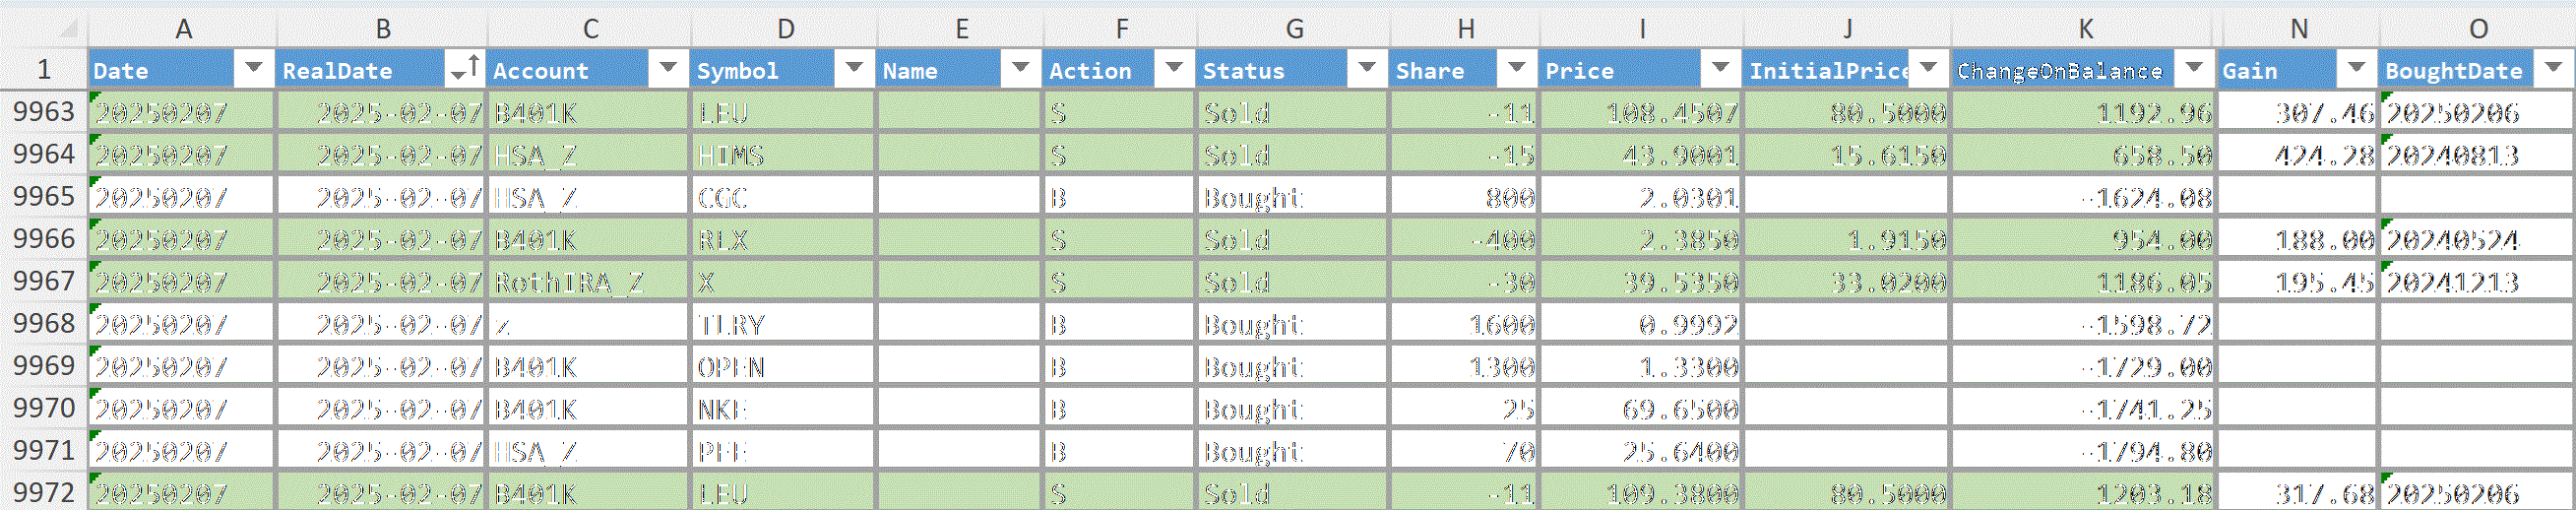 A B C D E F G H I J K N O
1 Date RealDate Account Symbol Name Action Status Share Price InitialPrice ChangeOnBalance Gain BoughtDate
9963 20250207 2025-02-07 B401K LEU S Sold -11 108.4507 80.5000 1192.96 307.46 20250206
9964 20250207 2025-02-07 HSA_Z HIMS S Sold -15 43.9001 15.6150 658.50 424.28 20240813
9965 20250207 2025-02-07 HSA_Z CGC B Bought 800 2.0301 -1624.08
9966 20250207 2025-02-07 B401K RLX S Sold -400 2.3850 1.9150 954.00 188.00 20240524
9967 20250207 2025-02-07 RothIRA_Z X S Sold -30 39.5350 33.0200 1186.05 195.45 20241213
9968 20250207 2025-02-07 z TLRY B Bought 1600 0.9992 -1598.72
9969 20250207 2025-02-07 B401K OPEN B Bought 1300 1.3300 -1729.00
9970 20250207 2025-02-07 B401K NKE B Bought 25 69.6500 -1741.25
9971 20250207 2025-02-07 HSA_Z PFE B Bought 70 25.6400 -1794.80
9972 20250207 2025-02-07 B401K LEU S Sold -11 109.3800 80.5000 1203.18 317.68 20250206